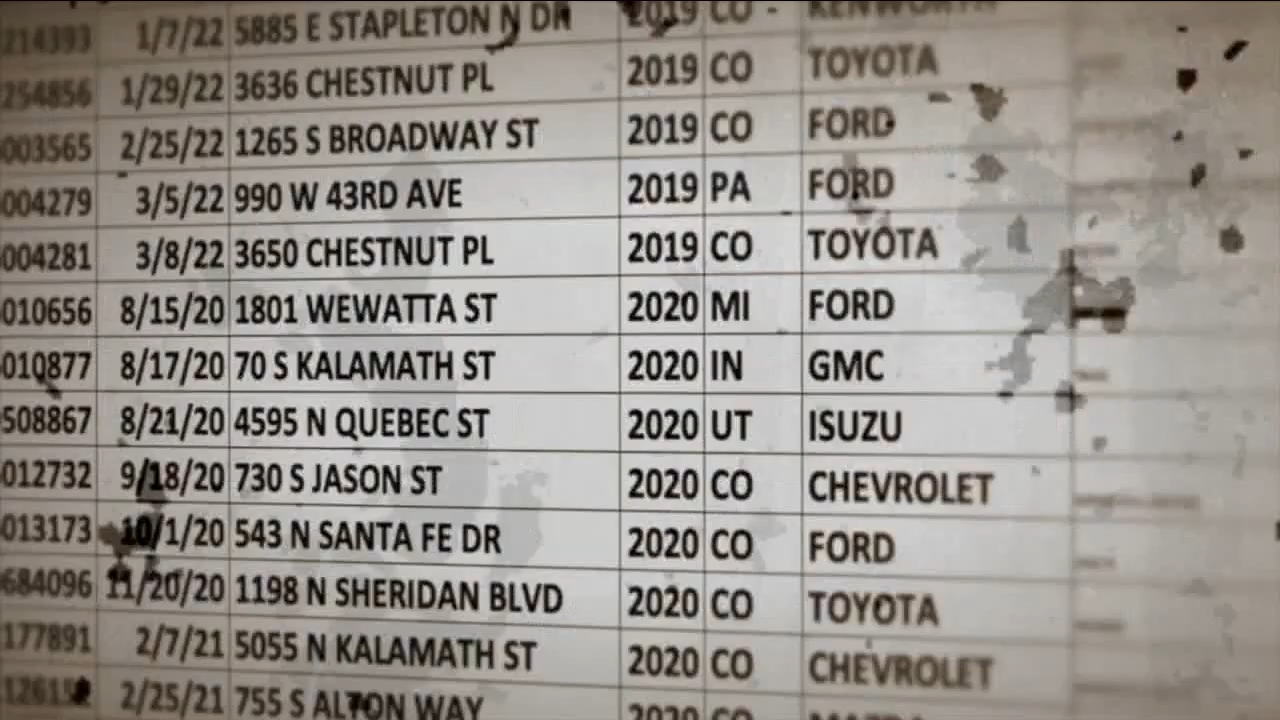 214393 1/7/22 5885 E STAPLETON N DR 2019 CO KENWORTH
254856 1/29/22 3636 CHESTNUT PL 2019 CO TOYOTA
003565 2/25/22 1265 S BROADWAY ST 2019 CO FORD
004279 3/5/22 990 W 43RD AVE 2019 PA FORD
004281 3/8/22 3650 CHESTNUT PL 2019 CO TOYOTA
010656 8/15/20 1801 WEWATTA ST 2020 MI FORD
010877 8/17/20 70 S KALAMATH ST 2020 IN GMC
508867 8/21/20 4595 N QUEBEC ST 2020 UT ISUZU
012732 9/18/20 730 S JASON ST 2020 CO CHEVROLET
013173 10/1/20 543 N SANTA FE DR 2020 CO FORD
684096 11/20/20 1198 N SHERIDAN BLVD 2020 CO TOYOTA
177891 2/7/21 5055 N KALAMATH ST 2020 CO CHEVROLET
2/25/21 755 S ALTON WAY 2020 CO